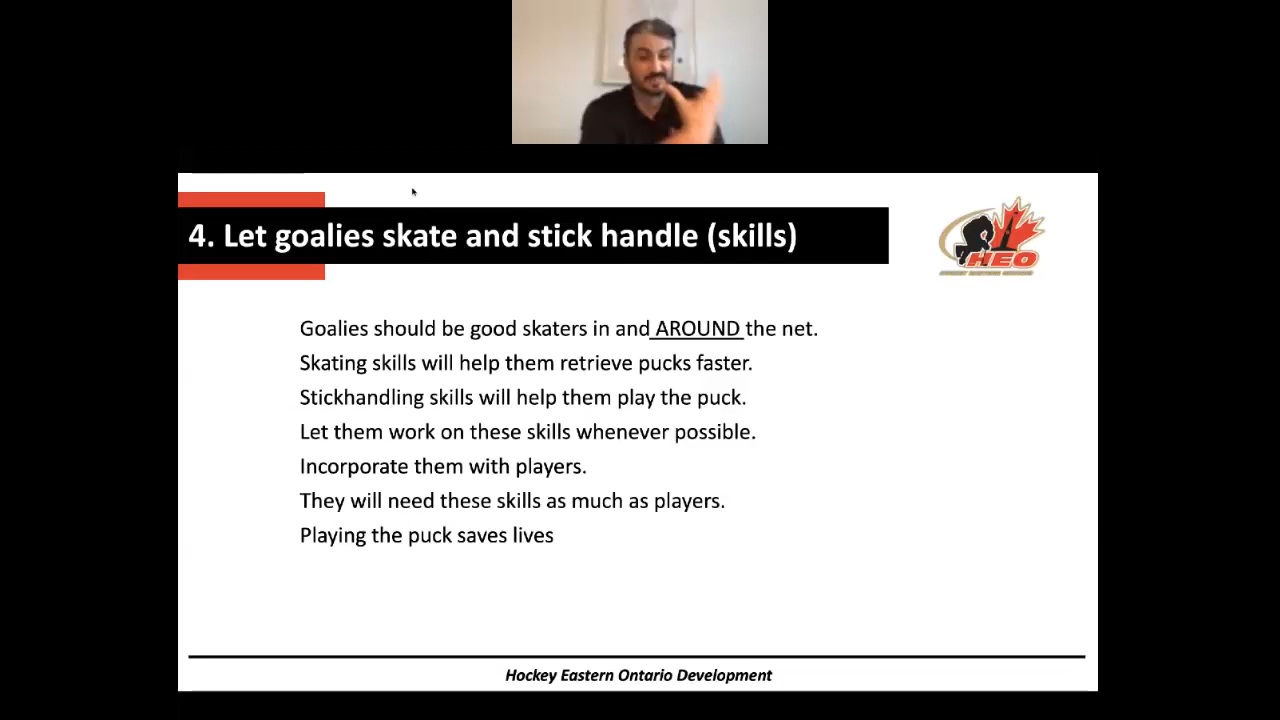 4. Let goalies skate and stick handle (skills)
HEO
Goalies should be good skaters in and AROUND the net.
Skating skills will help them retrieve pucks faster.
Stickhandling skills will help them play the puck.
Let them work on these skills whenever possible.
Incorporate them with players.
They will need these skills as much as players.
Playing the puck saves lives
Hockey Eastern Ontario Development